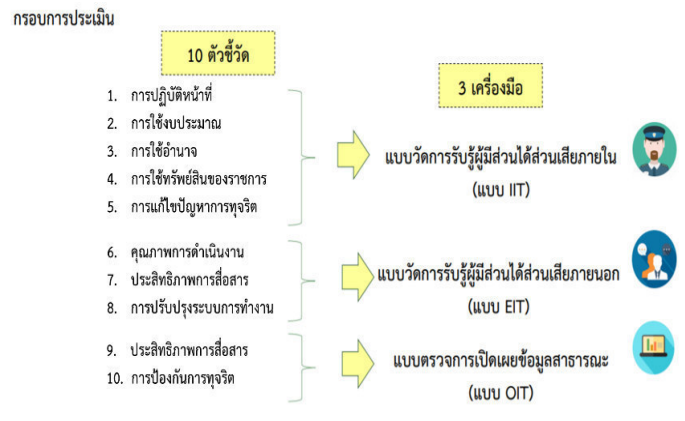 กรอบการประเมิน
10 ตัวชี้วัด
1. การปฏิบัติหน้าที่
2. การใช้งบประมาณ
3. การใช้อำนาจ
4. การใช้ทรัพย์สินของราชการ
5. การแก้ไขปัญหาการทุจริต
6. คุณภาพการดำเนินงาน
7. ประสิทธิภาพการสื่อสาร
8. การปรับปรุงระบบการทำงาน
9. ประสิทธิภาพการสื่อสาร
10. การป้องกันการทุจริต
3 เครื่องมือ
แบบวัดการรับรู้ผู้มีส่วนได้ส่วนเสียภายใน
(แบบ IIT)
แบบวัดการรับรู้ผู้มีส่วนได้ส่วนเสียภายนอก
(แบบ EIT)
แบบตรวจการเปิดเผยข้อมูลสาธารณะ
(แบบ OIT)